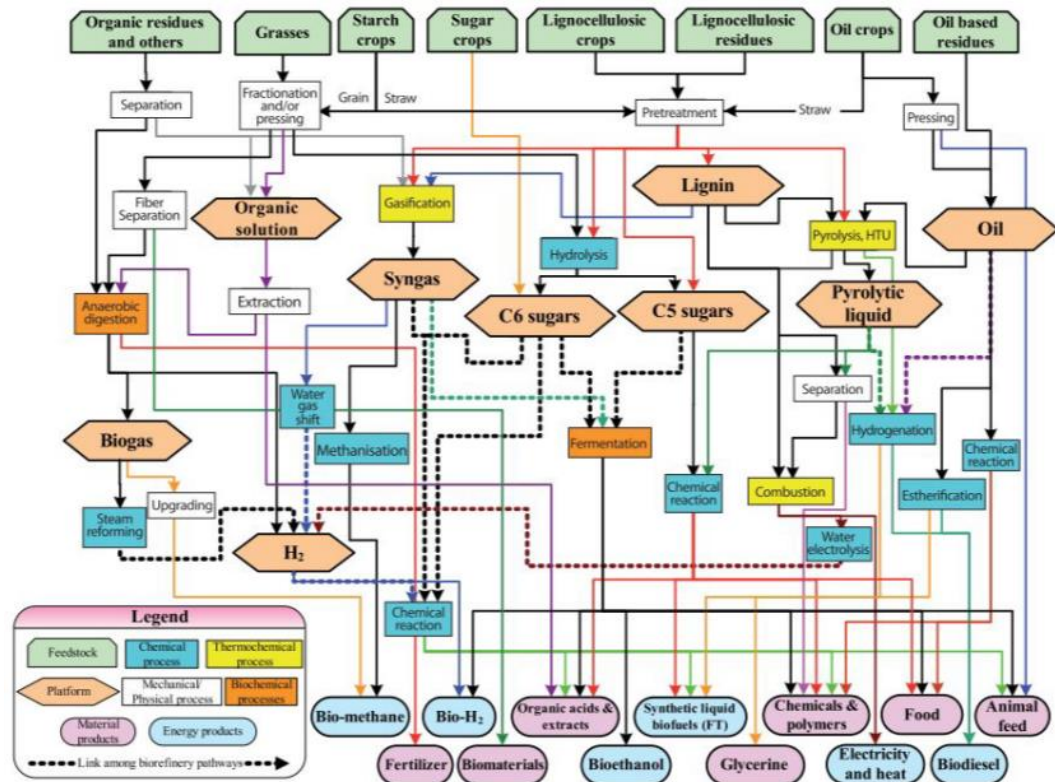 Organic residues
and others
Grasses
Starch
crops
Sugar
crops
Lignocellulosic
crops
Lignocellulosic
residues
Oil crops
Oil based
residues
Separation
Fractionation
and/or
pressing
Grain
Straw
Pretreatment
Straw
Pressing
Fiber
Separation
Organic
solution
Gasification
Lignin
Pyrolysis, HTU
Oil
Hydrolysis
Anaerobic
digestion
Extraction
Syngas
C6 sugars
C5 sugars
Pyrolytic
liquid
Water
gas
shift
Separation
Biogas
Methanisation
Fermentation
Hydrogenation
Chemical
reaction
Chemical
reaction
Combustion
Estherification
Upgrading
Steam
reforming
H₂
Water
electrolysis
Chemical
reaction
Legend
Feedstock
Chemical
process
Thermochemical
process
Platform
Mechanical/
Physical process
Biochemical
processes
Material
products
Energy products
Link among biorefinery pathways
Bio-methane
Bio-H₂
Organic acids &
extracts
Synthetic liquid
biofuels (FT)
Chemicals &
polymers
Food
Animal
feed
Fertilizer
Biomaterials
Bioethanol
Glycerine
Electricity
and heat
Biodiesel